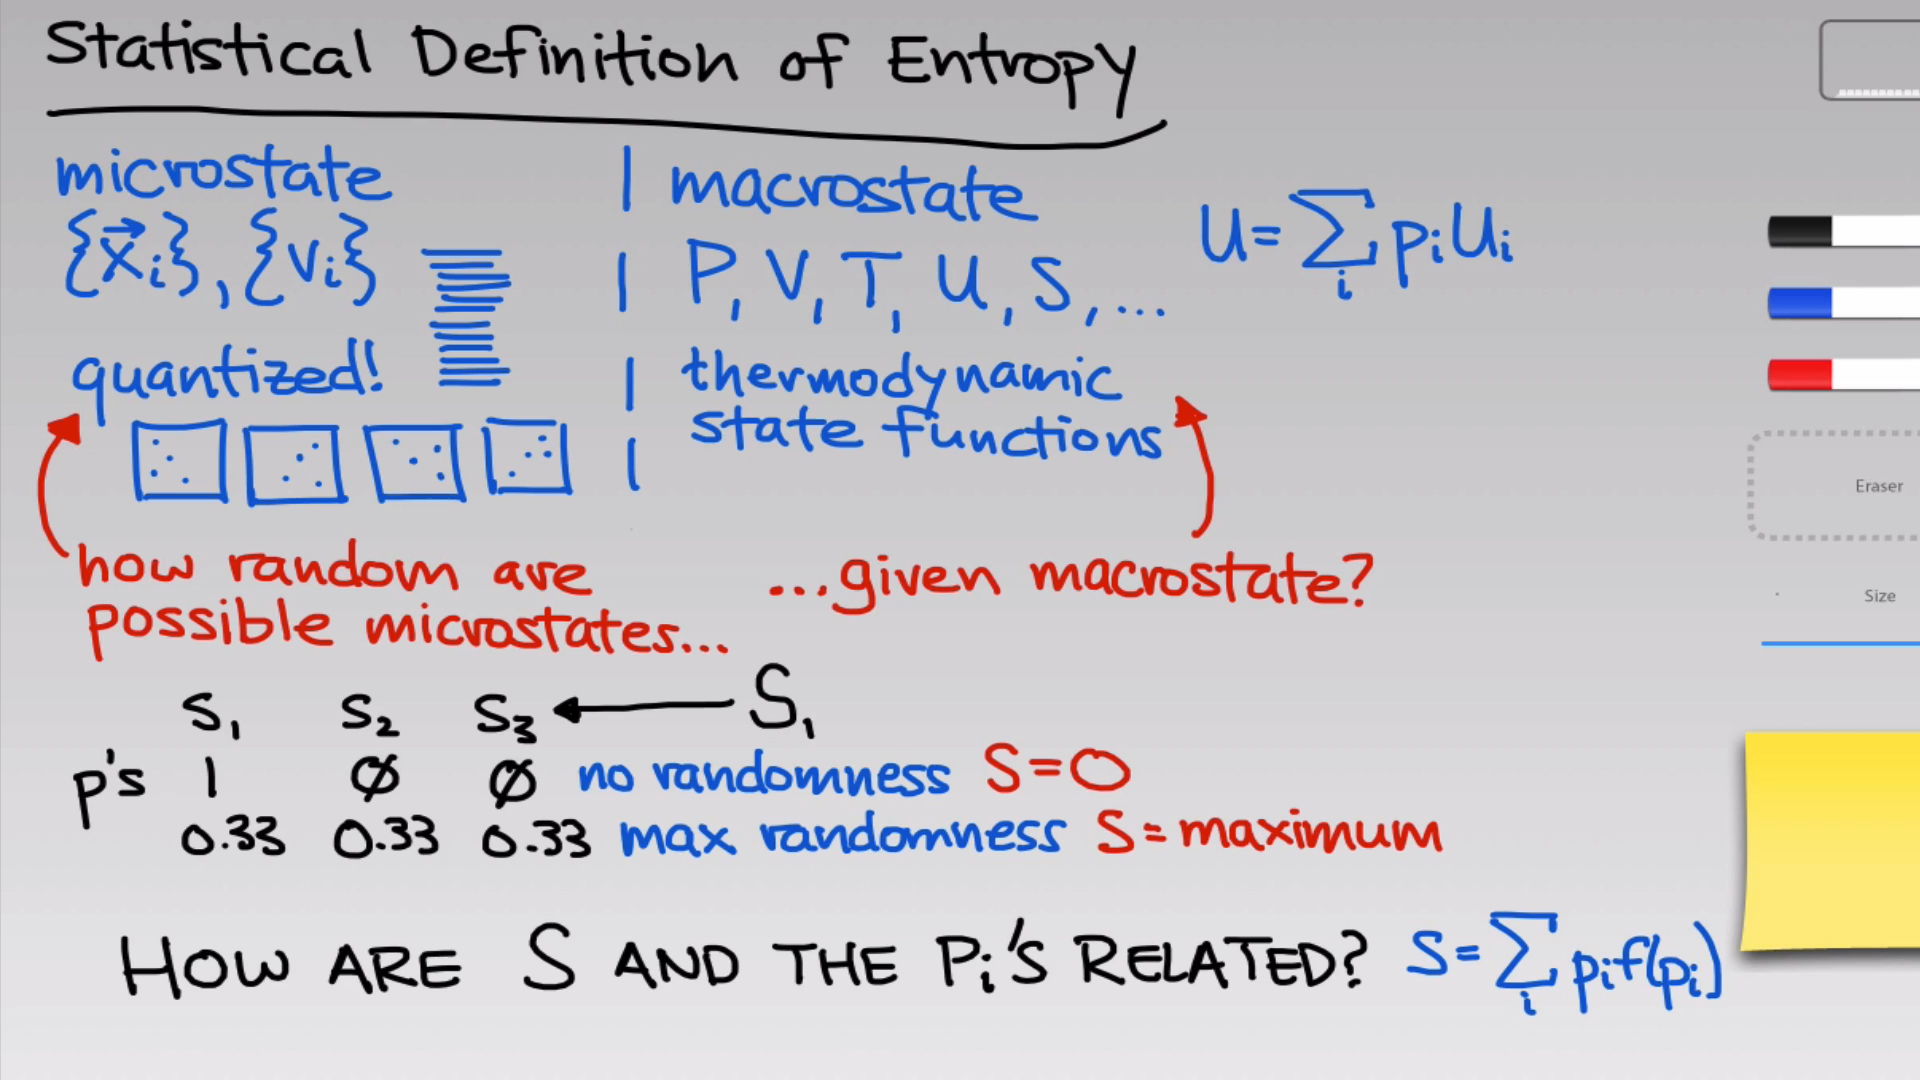 Statistical Definition of Entropy
microstate | macrostate
{x⃗ᵢ}, {vᵢ} | P, V, T, U, S, ... U = Σᵢ pᵢUᵢ
quantized! | thermodynamic
state functions
how random are ...given macrostate?
possible microstates...
s₁ s₂ s₃ ← S₁
p's 1 Ø Ø no randomness S=0
0.33 0.33 0.33 max randomness S=maximum
HOW ARE S AND THE Pᵢ'S RELATED? S = Σᵢ pᵢf(pᵢ)
Eraser
Size